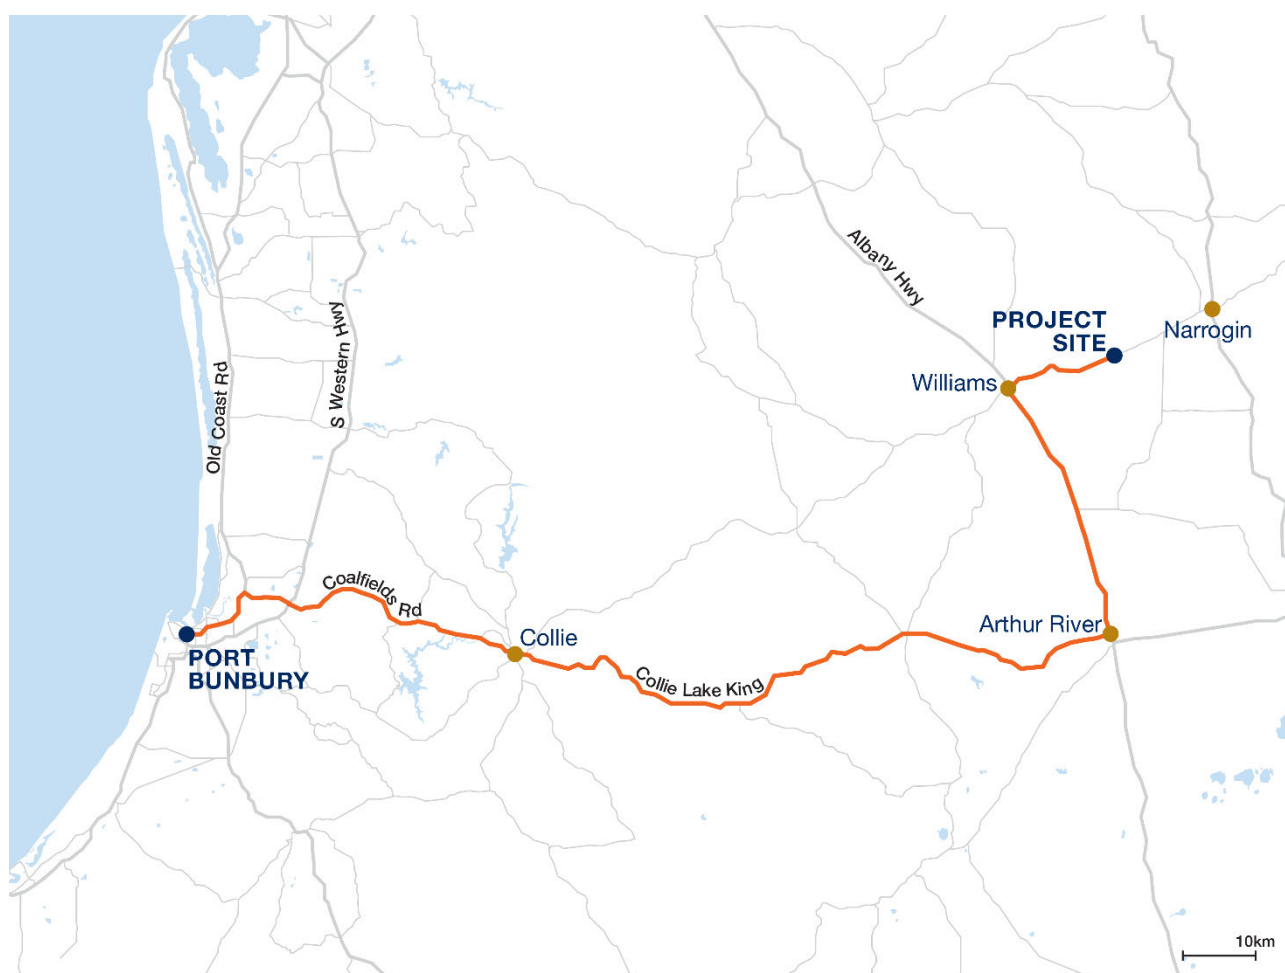 Albany Hwy
PROJECT
SITE
Narrogin
Williams
S Western Hwy
Old Coast Rd
Coalfields Rd
Collie
Arthur River
PORT
BUNBURY
Collie Lake King
10km